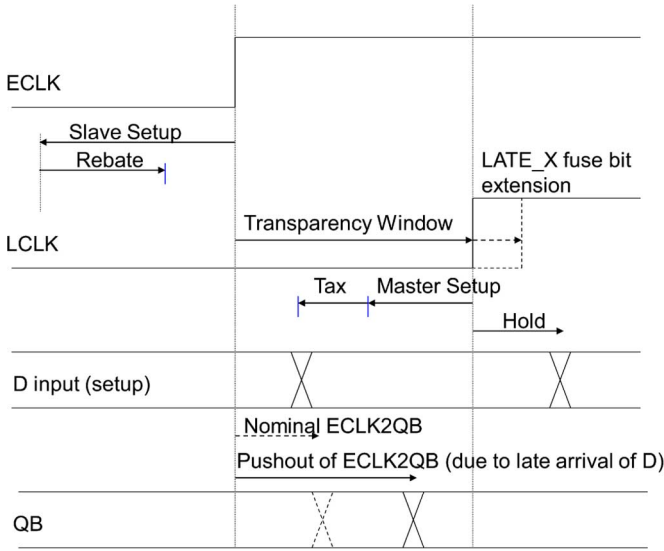 ECLK
Slave Setup
Rebate
LATE_X fuse bit
extension
Transparency Window
LCLK
Tax
Master Setup
Hold
D input (setup)
Nominal ECLK2QB
Pushout of ECLK2QB (due to late arrival of D)
QB